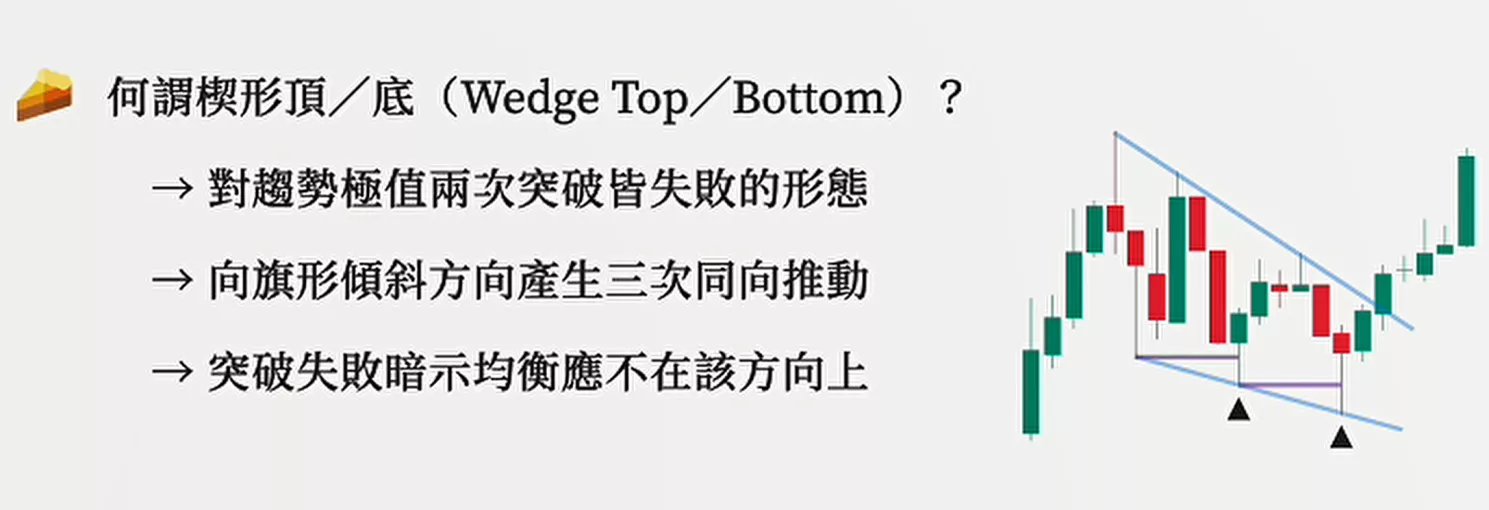 何謂楔形頂／底（Wedge Top／Bottom）？
→ 對趨勢極值兩次突破皆失敗的形態
→ 向旗形傾斜方向產生三次同向推動
→ 突破失敗暗示均衡應不在該方向上